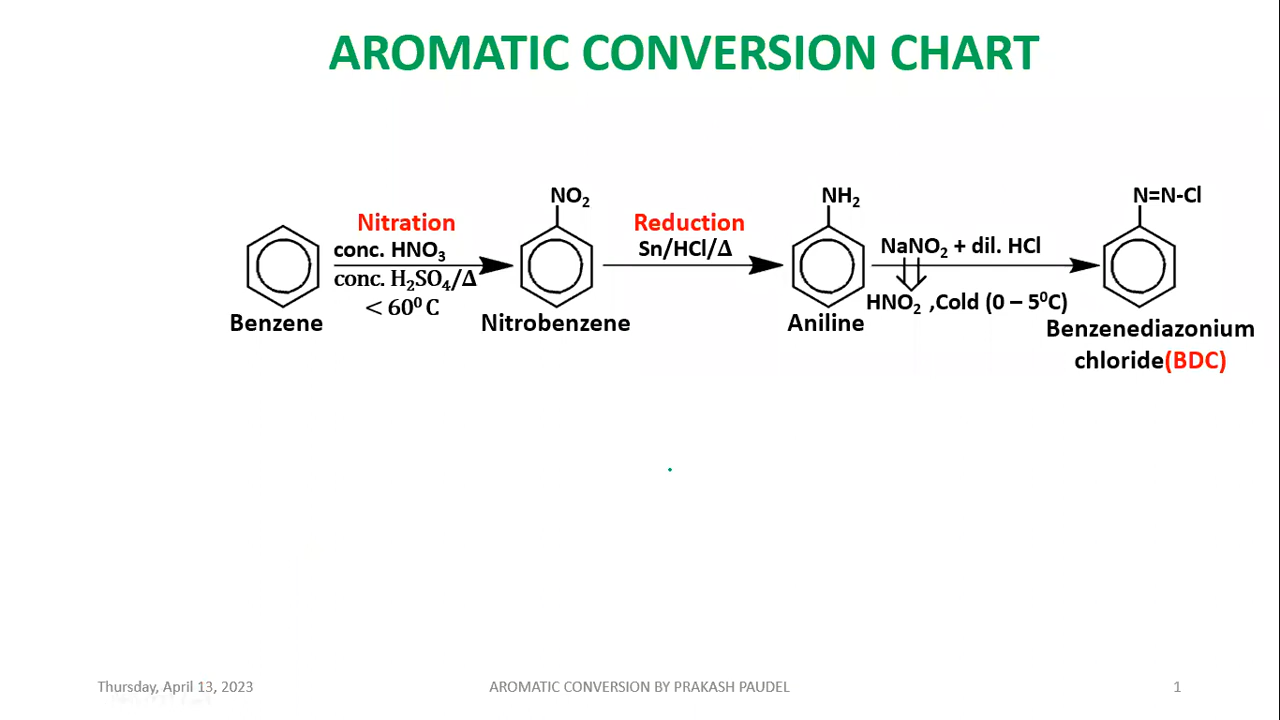 AROMATIC CONVERSION CHART
NO₂
NH₂
N=N-Cl
Nitration
Reduction
conc. HNO₃
Sn/HCl/Δ
NaNO₂ + dil. HCl
conc. H₂SO₄/Δ
< 60⁰ C
HNO₂ ,Cold (0 – 5⁰C)
Benzene
Nitrobenzene
Aniline
Benzenediazonium
chloride(BDC)
Thursday, April 13, 2023
AROMATIC CONVERSION BY PRAKASH PAUDEL
1